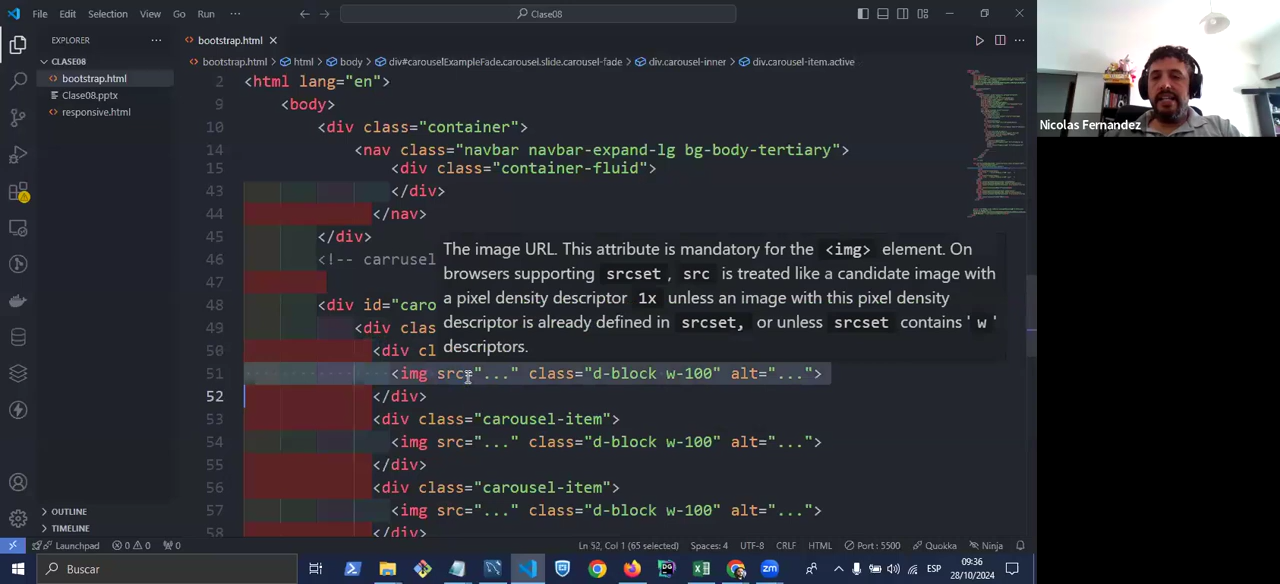 File Edit Selection View Go Run ···
Clase08
EXPLORER ···
bootstrap.html
CLASE08
bootstrap.html
Clase08.pptx
responsive.html
bootstrap.html > html > body > div#carouselExampleFade.carousel.slide.carousel-fade > div.carousel-inner > div.carousel-item.active
2 <html lang="en">
9 <body>
10 <div class="container">
14 <nav class="navbar navbar-expand-lg bg-body-tertiary">
15 <div class="container-fluid">
43 </div>
44 </nav>
45 </div>
46 <!-- carrusel
47
48 <div id="caro
49 <div clas
50 <div cl
The image URL. This attribute is mandatory for the <img> element. On
browsers supporting srcset, src is treated like a candidate image with
a pixel density descriptor 1x unless an image with this pixel density
descriptor is already defined in srcset, or unless srcset contains 'w'
descriptors.
51 <img src="..." class="d-block w-100" alt="...">
52 </div>
53 <div class="carousel-item">
54 <img src="..." class="d-block w-100" alt="...">
55 </div>
56 <div class="carousel-item">
57 <img src="..." class="d-block w-100" alt="...">
58 </div>
OUTLINE
TIMELINE
Launchpad 0 0 0 Ln 52, Col 1 (65 selected) Spaces: 4 UTF-8 CRLF HTML Port : 5500 Quokka Ninja
Buscar
ESP
09:36
28/10/2024
Nicolas Fernandez